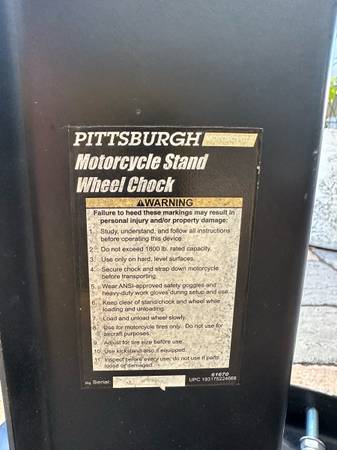 PITTSBURGH
Motorcycle Stand
Wheel Chock
WARNING
Failure to heed these markings may result in
personal injury and/or property damage:
1. Study, understand, and follow all instructions
before operating this device.
2. Do not exceed 1800 lb. rated capacity.
3. Use only on hard, level surfaces.
4. Secure chock and strap down motorcycle
before transporting.
5. Wear ANSI-approved safety goggles and
heavy-duty work gloves during setup and use.
6. Keep clear of stand/chock and wheel while
loading and unloading.
7. Load and unload wheel slowly.
8. Use for motorcycle tires only. Do not use for
aircraft purposes.
9. Adjust for tire size before use.
10. Use kickstand also if equipped.
11. Inspect before every use; do not use if parts
loose or damaged.
61670
Serial:
UPC 193175224668